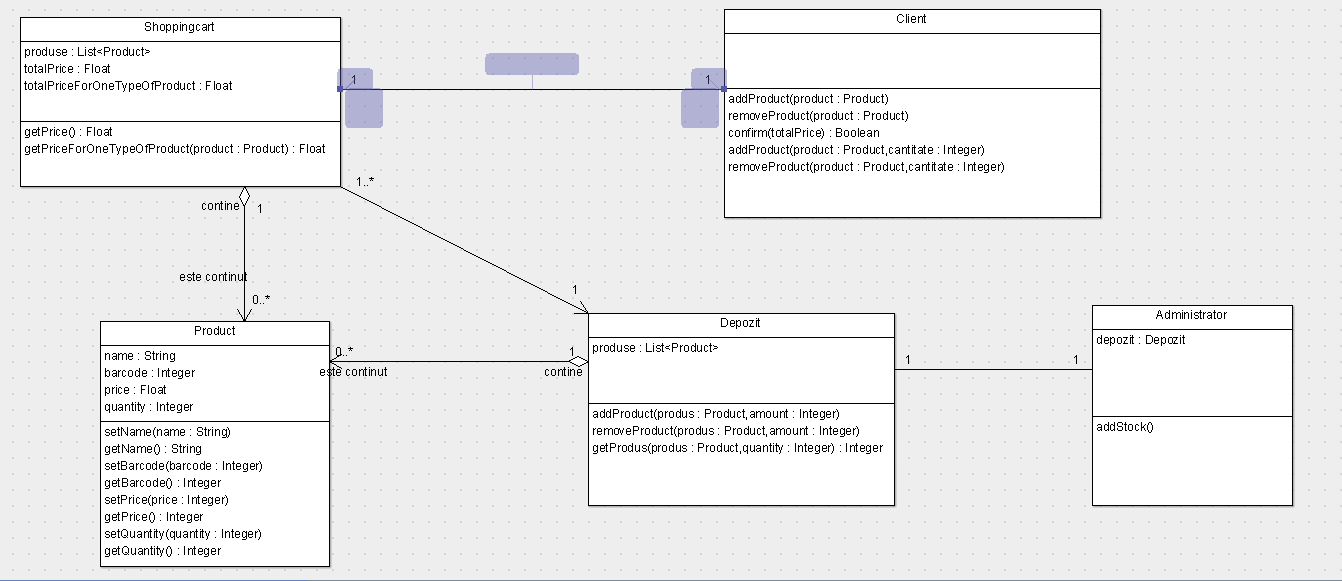 Shoppingcart
produse : List<Product>
totalPrice : Float
totalPriceForOneTypeOfProduct : Float
getPrice() : Float
getPriceForOneTypeOfProduct(product : Product) : Float
1
1
Client
addProduct(product : Product)
removeProduct(product : Product)
confirm(totalPrice) : Boolean
addProduct(product : Product,cantitate : Integer)
removeProduct(product : Product,cantitate : Integer)
contine
1
este continut
0..*
1..*
1
Product
name : String
barcode : Integer
price : Float
quantity : Integer
setName(name : String)
getName() : String
setBarcode(barcode : Integer)
getBarcode() : Integer
setPrice(price : Integer)
getPrice() : Integer
setQuantity(quantity : Integer)
getQuantity() : Integer
0..*
este continut
1
contine
Depozit
produse : List<Product>
addProduct(produs : Product,amount : Integer)
removeProduct(produs : Product,amount : Integer)
getProdus(produs : Product,quantity : Integer) : Integer
1
1
Administrator
depozit : Depozit
addStock()